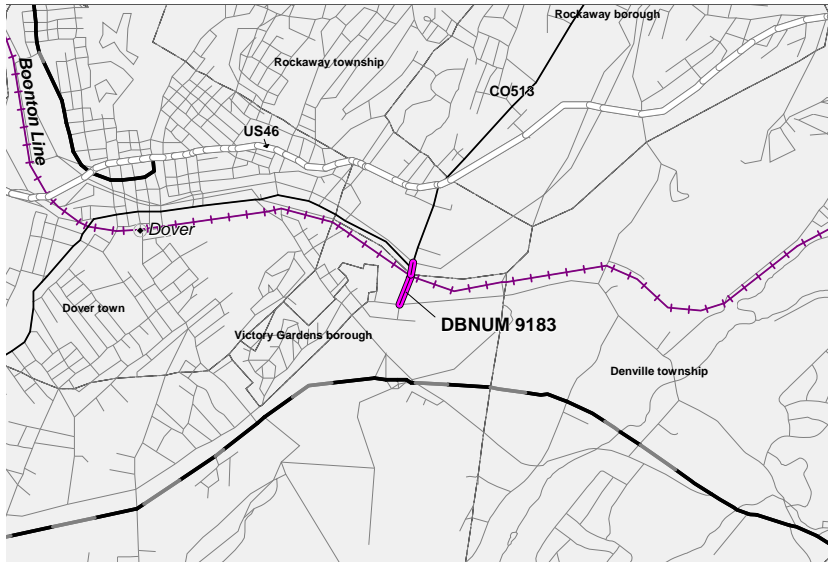 Rockaway borough
Rockaway township
CO513
Boonton Line
US46
Dover
Dover town
DBNUM 9183
Victory Gardens borough
Denville township